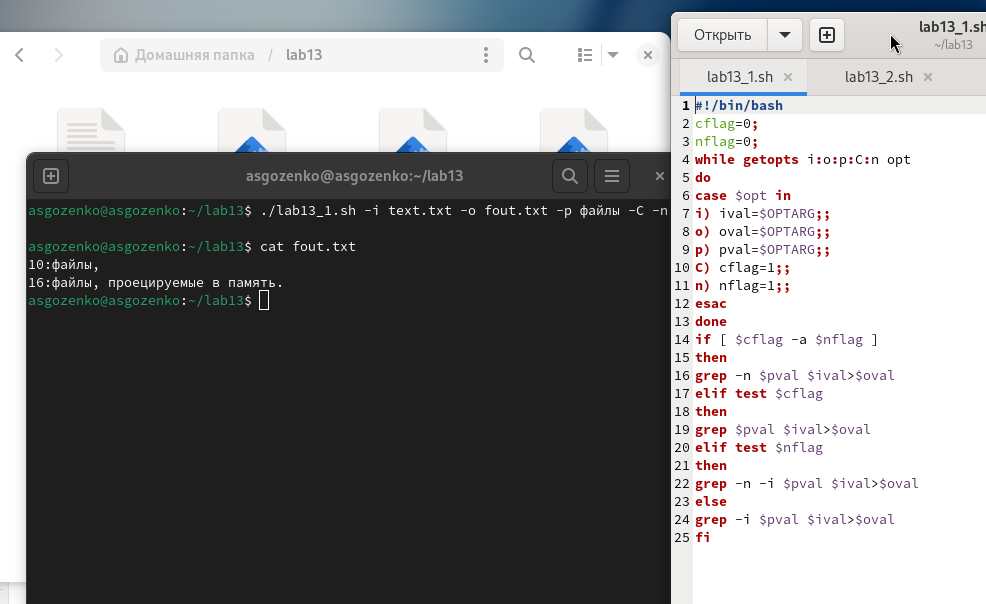 Домашняя папка / lab13
asgozenko@asgozenko:~/lab13
asgozenko@asgozenko:~/lab13$ ./lab13_1.sh -i text.txt -o fout.txt -p файлы -C -n
asgozenko@asgozenko:~/lab13$ cat fout.txt
10:файлы,
16:файлы, проецируемые в память.
asgozenko@asgozenko:~/lab13$
Открыть
lab13_1.sh
~/lab13
lab13_1.sh
lab13_2.sh
1 #!/bin/bash
2 cflag=0;
3 nflag=0;
4 while getopts i:o:p:C:n opt
5 do
6 case $opt in
7 i) ival=$OPTARG;;
8 o) oval=$OPTARG;;
9 p) pval=$OPTARG;;
10 C) cflag=1;;
11 n) nflag=1;;
12 esac
13 done
14 if [ $cflag -a $nflag ]
15 then
16 grep -n $pval $ival>$oval
17 elif test $cflag
18 then
19 grep $pval $ival>$oval
20 elif test $nflag
21 then
22 grep -n -i $pval $ival>$oval
23 else
24 grep -i $pval $ival>$oval
25 fi